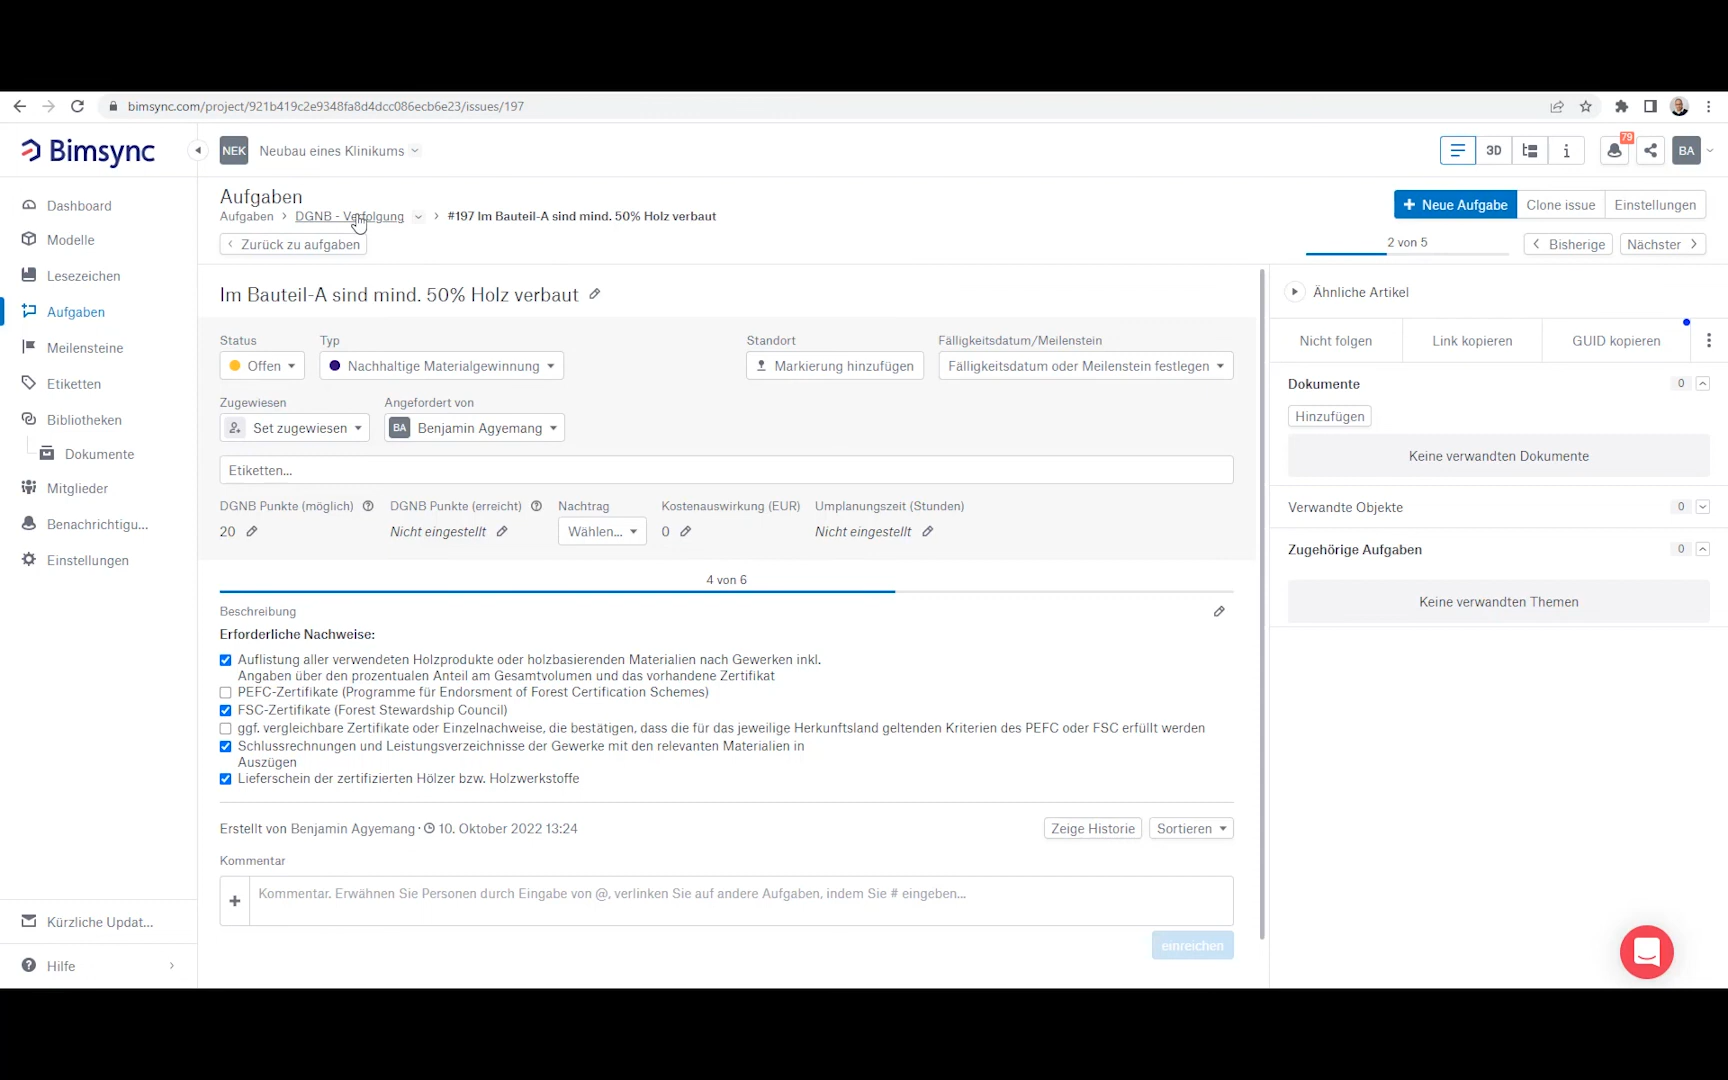 bimsync.com/project/921b419c2e9348fa8d4dcc086ecb6e23/issues/197
Bimsync
NEK Neubau eines Klinikums
3D
79
BA
Dashboard
Modelle
Lesezeichen
Aufgaben
Meilensteine
Etiketten
Bibliotheken
Dokumente
Mitglieder
Benachrichtigu...
Einstellungen
Kürzliche Updat...
Hilfe
Aufgaben
Aufgaben > DGNB - Verfolgung > #197 Im Bauteil-A sind mind. 50% Holz verbaut
Zurück zu aufgaben
+ Neue Aufgabe Clone issue Einstellungen
2 von 5 Bisherige Nächster
Im Bauteil-A sind mind. 50% Holz verbaut
Status Typ Standort Fälligkeitsdatum/Meilenstein
Offen Nachhaltige Materialgewinnung Markierung hinzufügen Fälligkeitsdatum oder Meilenstein festlegen
Zugewiesen Angefordert von
Set zugewiesen BA Benjamin Agyemang
Etiketten...
DGNB Punkte (möglich) DGNB Punkte (erreicht) Nachtrag Kostenauswirkung (EUR) Umplanungszeit (Stunden)
20 Nicht eingestellt Wählen... 0 Nicht eingestellt
4 von 6
Beschreibung
Erforderliche Nachweise:
Auflistung aller verwendeten Holzprodukte oder holzbasierenden Materialien nach Gewerken inkl.
Angaben über den prozentualen Anteil am Gesamtvolumen und das vorhandene Zertifikat
PEFC-Zertifikate (Programme für Endorsment of Forest Certification Schemes)
FSC-Zertifikate (Forest Stewardship Council)
ggf. vergleichbare Zertifikate oder Einzelnachweise, die bestätigen, dass die für das jeweilige Herkunftsland geltenden Kriterien des PEFC oder FSC erfüllt werden
Schlussrechnungen und Leistungsverzeichnisse der Gewerke mit den relevanten Materialien in
Auszügen
Lieferschein der zertifizierten Hölzer bzw. Holzwerkstoffe
Erstellt von Benjamin Agyemang · 10. Oktober 2022 13:24
Zeige Historie Sortieren
Kommentar
+ Kommentar. Erwähnen Sie Personen durch Eingabe von @, verlinken Sie auf andere Aufgaben, indem Sie # eingeben...
einreichen
Ähnliche Artikel
Nicht folgen Link kopieren GUID kopieren
Dokumente 0
Hinzufügen
Keine verwandten Dokumente
Verwandte Objekte 0
Zugehörige Aufgaben 0
Keine verwandten Themen